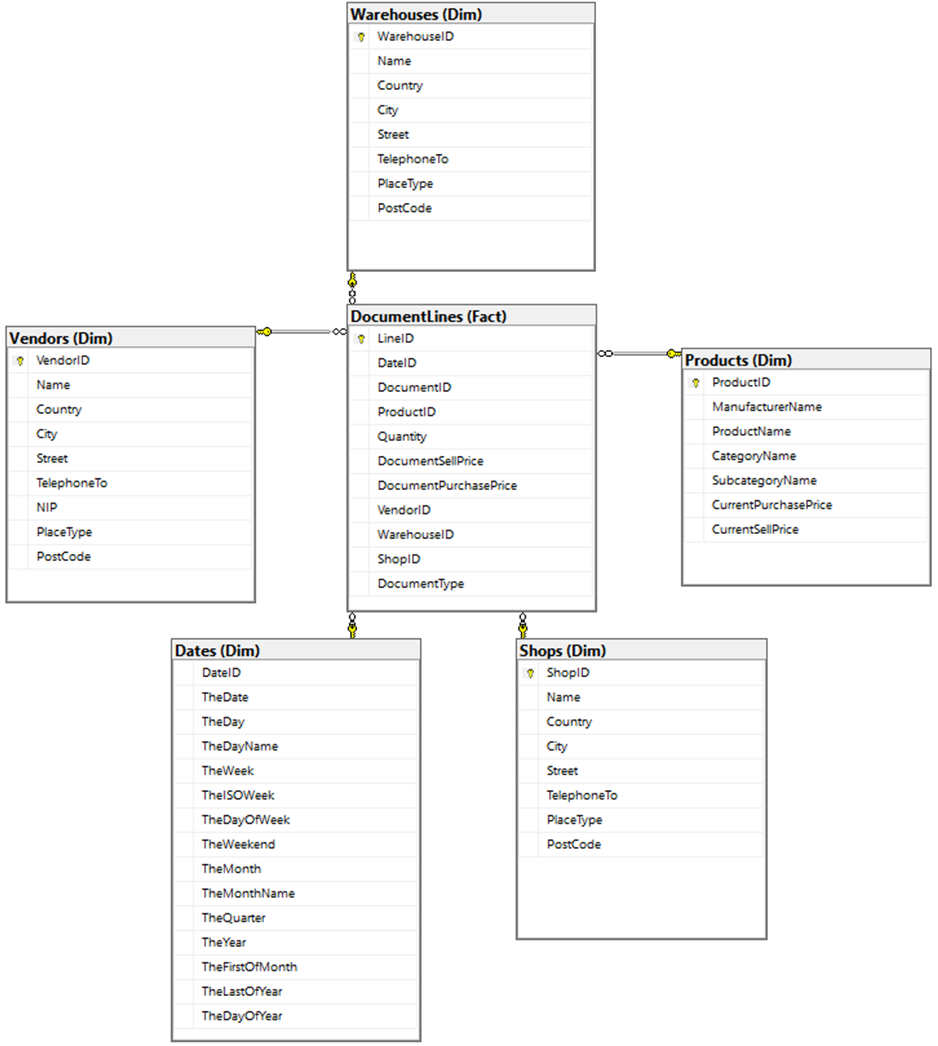 Warehouses (Dim)
WarehouseID
Name
Country
City
Street
TelephoneTo
PlaceType
PostCode
Vendors (Dim)
VendorID
Name
Country
City
Street
TelephoneTo
NIP
PlaceType
PostCode
DocumentLines (Fact)
LineID
DateID
DocumentID
ProductID
Quantity
DocumentSellPrice
DocumentPurchasePrice
VendorID
WarehouseID
ShopID
DocumentType
Products (Dim)
ProductID
ManufacturerName
ProductName
CategoryName
SubcategoryName
CurrentPurchasePrice
CurrentSellPrice
Dates (Dim)
DateID
TheDate
TheDay
TheDayName
TheWeek
TheISOWeek
TheDayOfWeek
TheWeekend
TheMonth
TheMonthName
TheQuarter
TheYear
TheFirstOfMonth
TheLastOfYear
TheDayOfYear
Shops (Dim)
ShopID
Name
Country
City
Street
TelephoneTo
PlaceType
PostCode